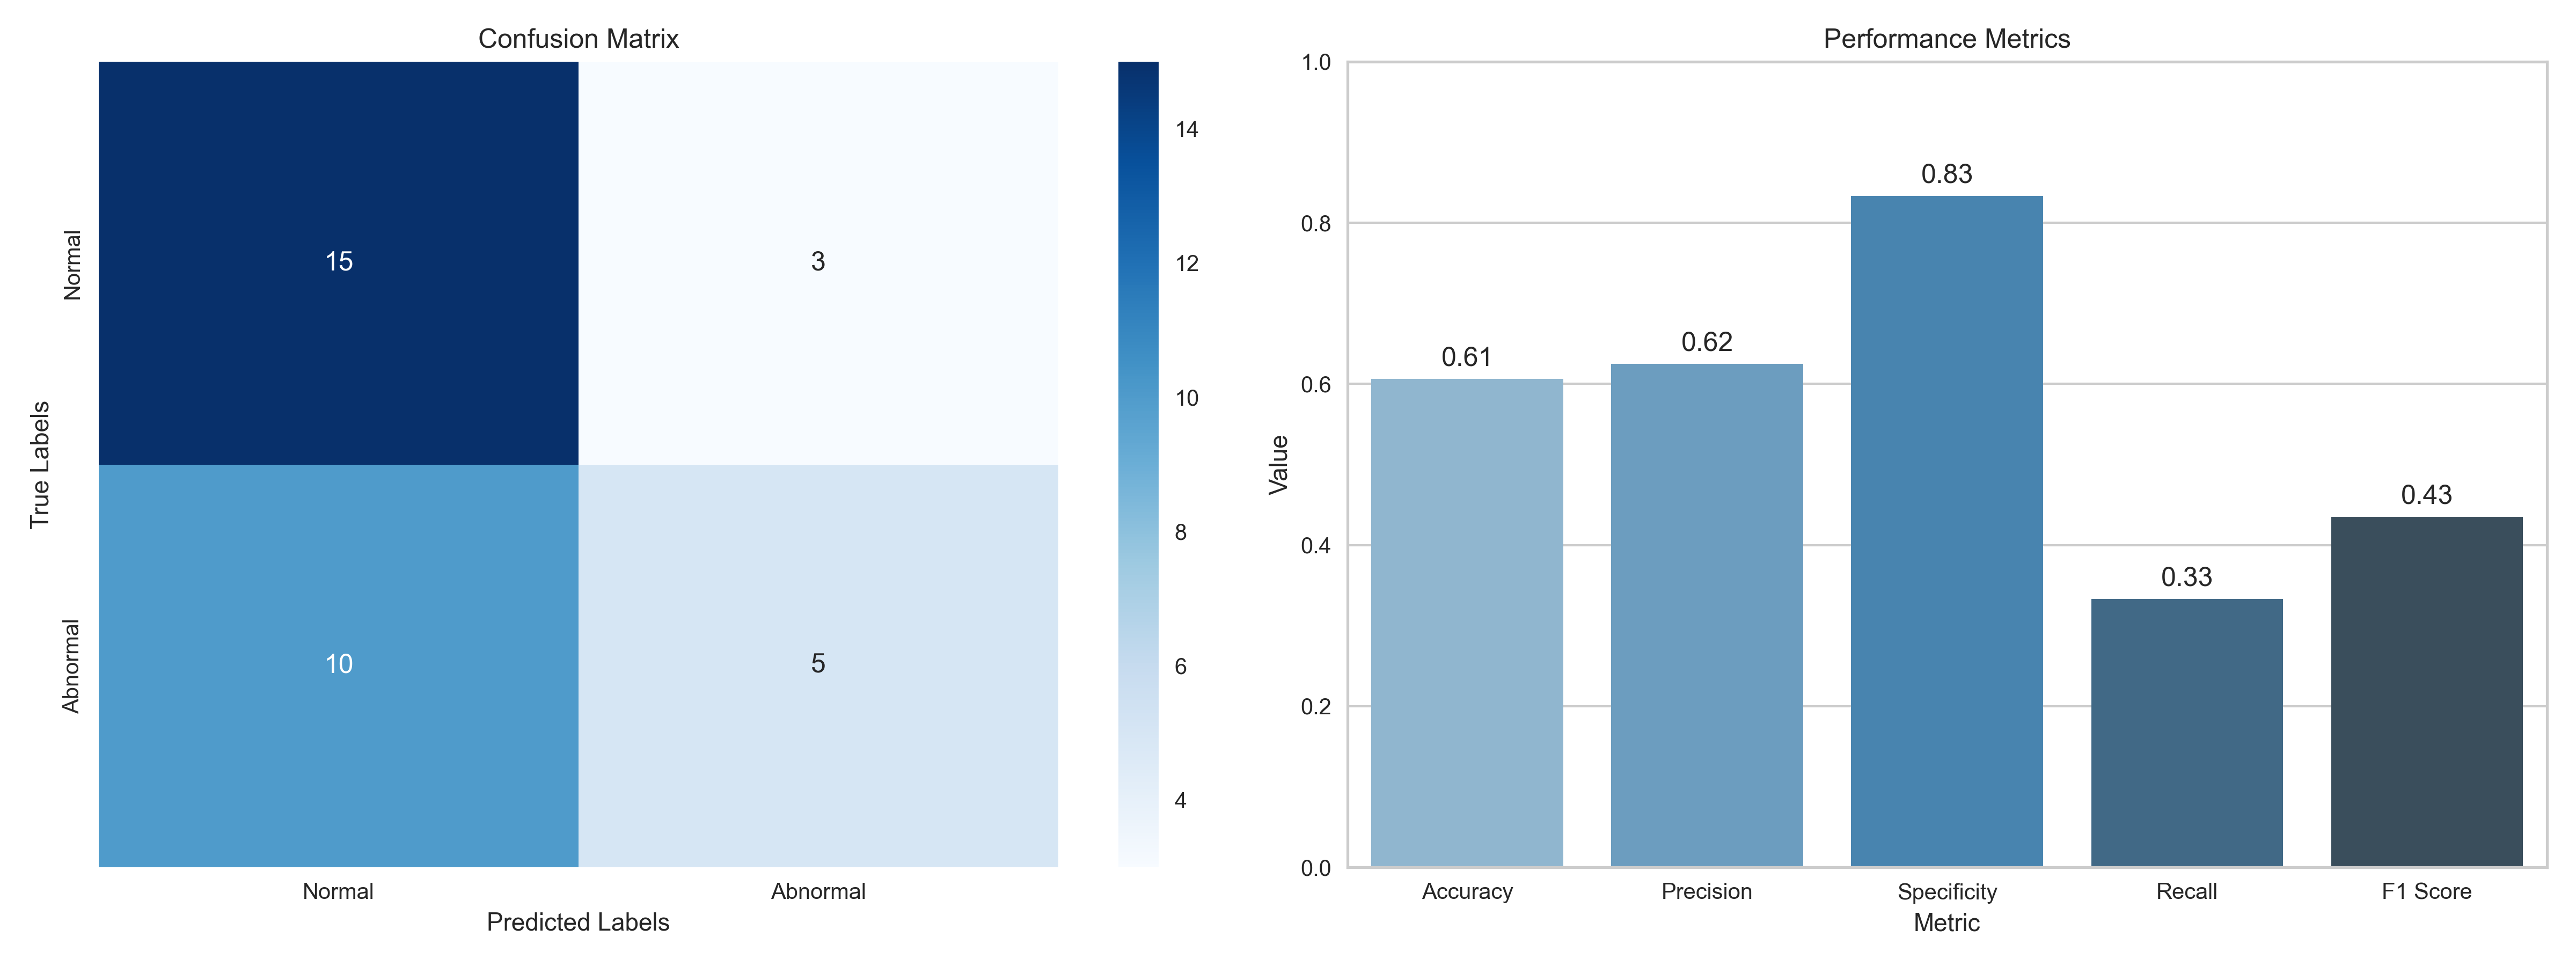 Confusion Matrix
Normal
15
3
True Labels
Abnormal
10
5
Normal
Abnormal
Predicted Labels
14
12
10
8
6
4
Performance Metrics
1.0
0.8
0.6
0.4
0.2
0.0
Value
0.61
0.62
0.83
0.33
0.43
Accuracy
Precision
Specificity
Recall
F1 Score
Metric